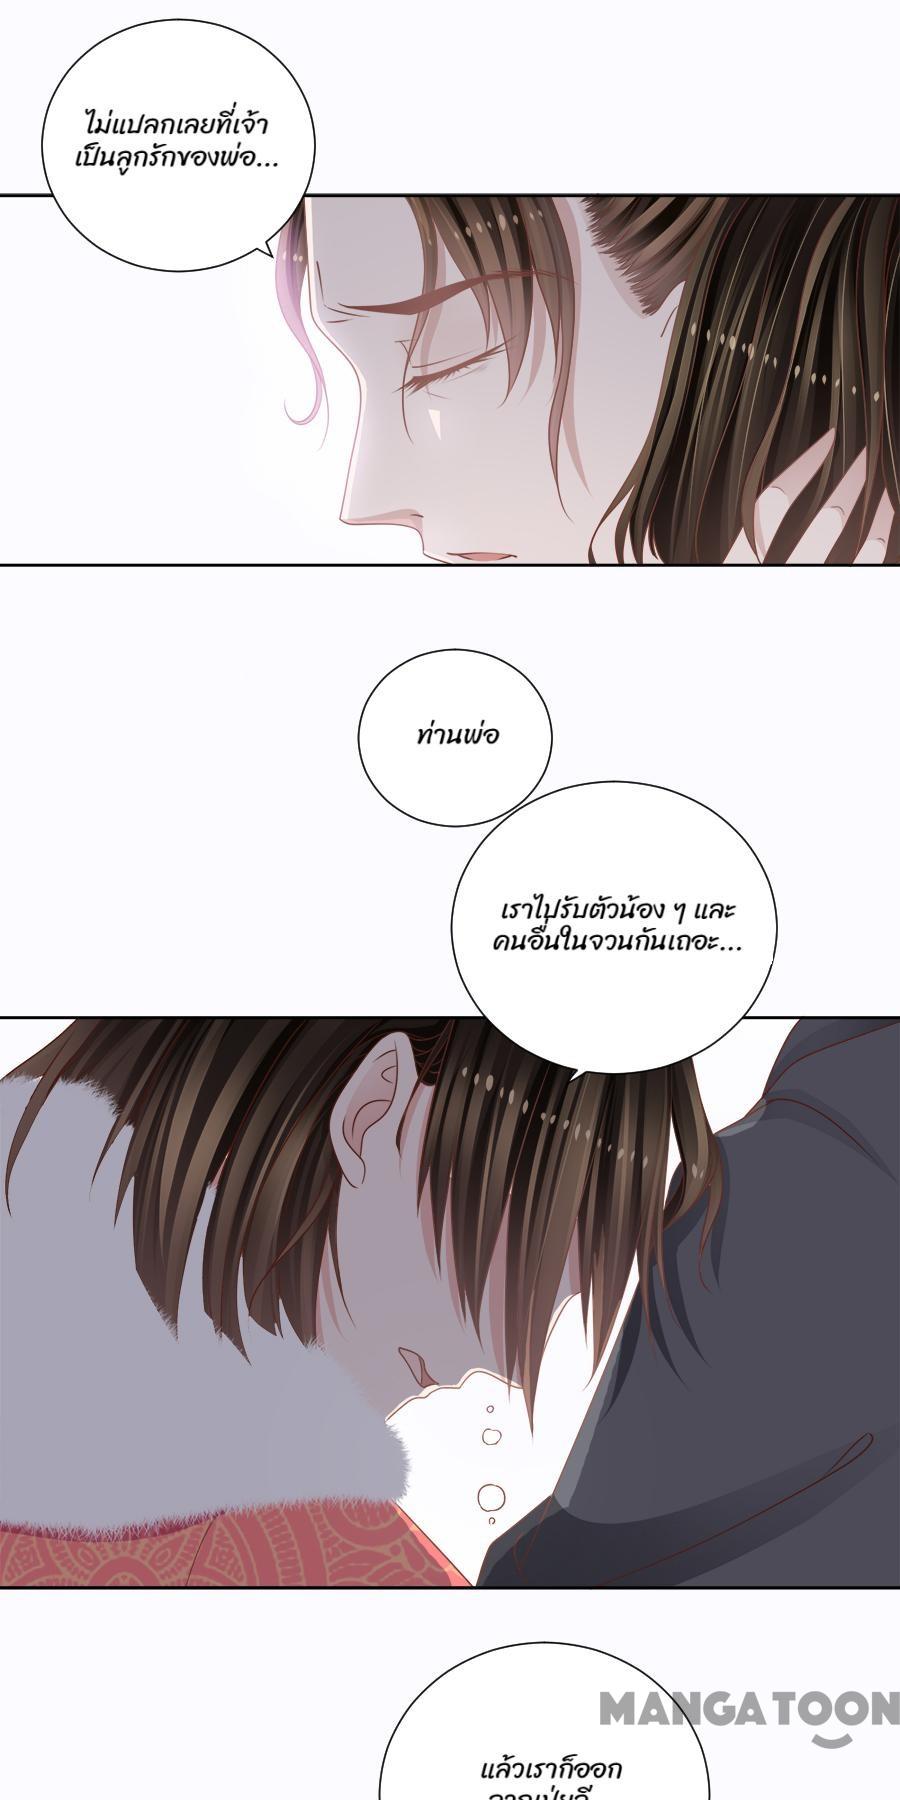 ไม่แปลกเลยที่เจ้า
เป็นลูกรักของพ่อ...
ท่านพ่อ
เราไปรับตัวน้อง ๆ และ
คนอื่นในจวนกันเถอะ...
MANGATOON
แล้วเราก็ออก